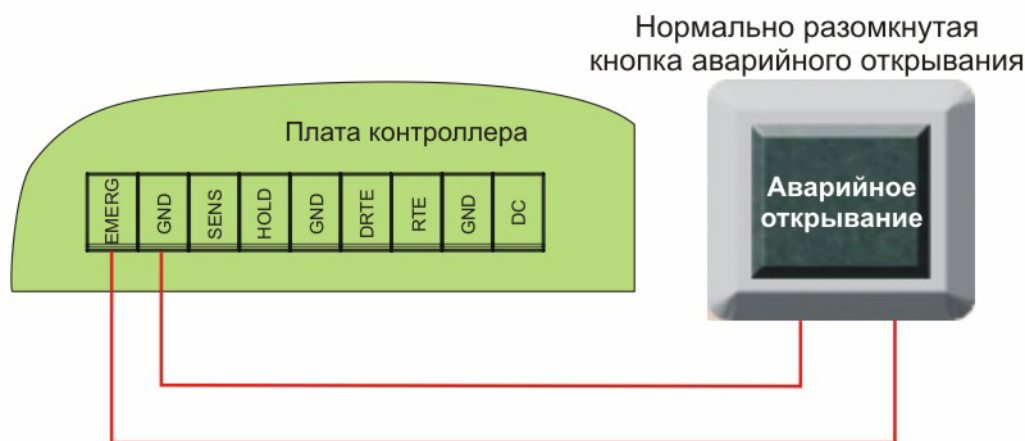 Нормально разомкнутая
кнопка аварийного открывания
Плата контроллера
EMERG
GND
SENS
HOLD
GND
DRTE
RTE
GND
DC
Аварийное
открывание